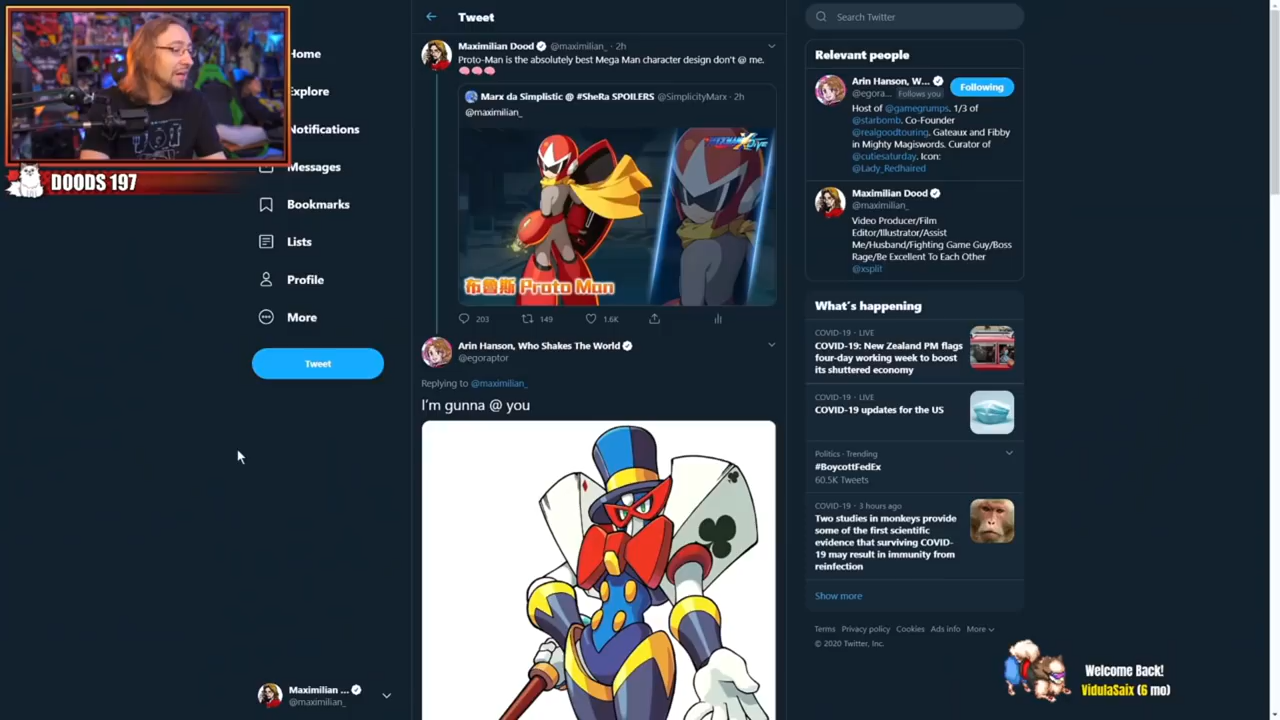 DOODS 197
Home
Explore
Notifications
Messages
Bookmarks
Lists
Profile
More
Tweet
Maximilian ...
@maximilian_
Tweet
Maximilian Dood @maximilian_ · 2h
Proto-Man is the absolutely best Mega Man character design don't @ me.
Marx da Simplistic @ #SheRa SPOILERS @SimplicityMarx · 2h
@maximilian_
布魯斯 Proto Man
203
149
1.6K
Arin Hanson, Who Shakes The World
@egoraptor
Replying to @maximilian_
I'm gunna @ you
Search Twitter
Relevant people
Arin Hanson, W...
@egora... Follows you
Following
Host of @gamegrumps. 1/3 of
@starbomb. Co-Founder
@realgoodtouring. Gateaux and Fibby
in Mighty Magiswords. Curator of
@cutiesaturday. Icon:
@Lady_Redhaired
Maximilian Dood
@maximilian_
Video Producer/Film
Editor/Illustrator/Assist
Me/Husband/Fighting Game Guy/Boss
Rage/Be Excellent To Each Other
@xsplit
What's happening
COVID-19 · LIVE
COVID-19: New Zealand PM flags
four-day working week to boost
its shuttered economy
COVID-19 · LIVE
COVID-19 updates for the US
Politics · Trending
#BoycottFedEx
60.5K Tweets
COVID-19 · 3 hours ago
Two studies in monkeys provide
some of the first scientific
evidence that surviving COVID-
19 may result in immunity from
reinfection
Show more
Terms Privacy policy Cookies Ads info More
© 2020 Twitter, Inc.
Welcome Back!
VidulaSaix (6 mo)